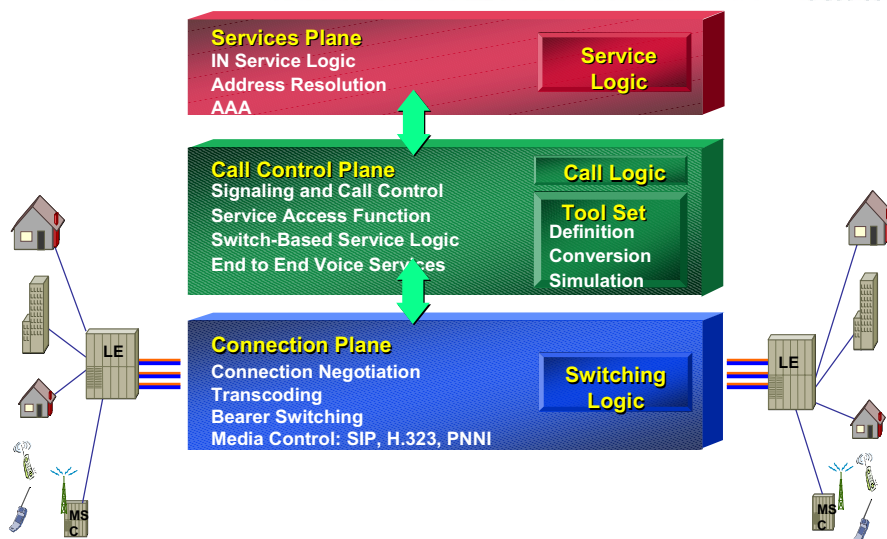 Services Plane
IN Service Logic
Address Resolution
AAA
Service
Logic
Call Control Plane
Signaling and Call Control
Service Access Function
Switch-Based Service Logic
End to End Voice Services
Call Logic
Tool Set
Definition
Conversion
Simulation
Connection Plane
Connection Negotiation
Transcoding
Bearer Switching
Media Control: SIP, H.323, PNNI
Switching
Logic
LE
LE
MS
C
MS
C